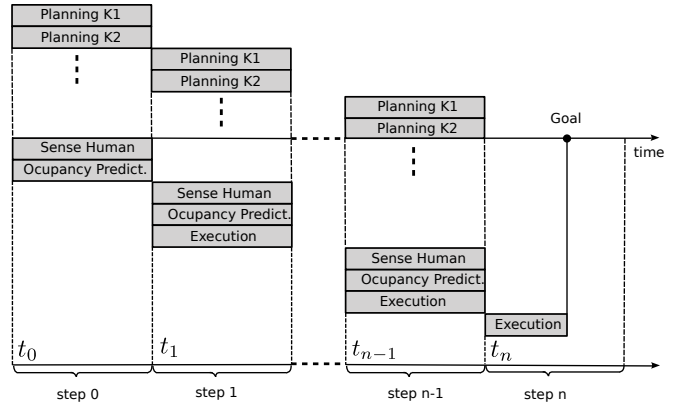 Planning K1
Planning K2
Planning K1
Planning K2
Planning K1
Planning K2
Goal
time
Sense Human
Ocupancy Predict.
Sense Human
Ocupancy Predict.
Execution
Sense Human
Ocupancy Predict.
Execution
Execution
t0
t1
tn−1
tn
step 0
step 1
step n-1
step n